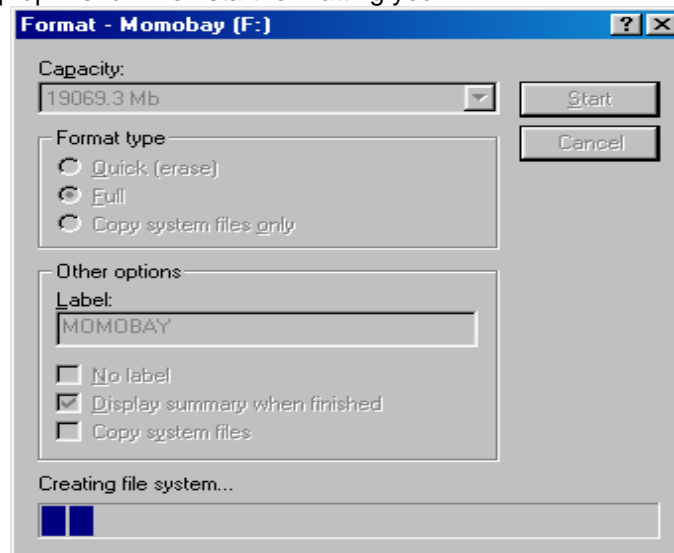 Format - Momobay (F:)
Capacity:
19069.3 Mb
Start
Format type
Cancel
Quick (erase)
Full
Copy system files only
Other options
Label:
MOMOBAY
No label
Display summary when finished
Copy system files
Creating file system...